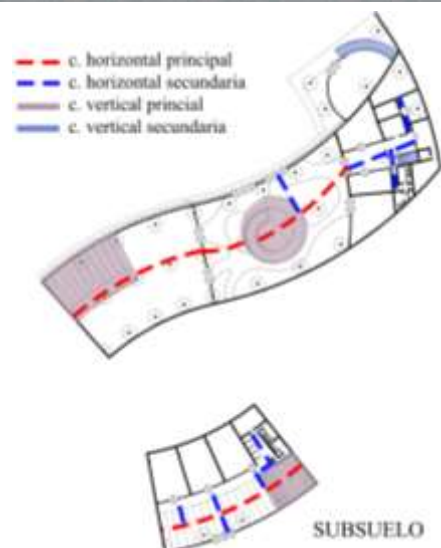 c. horizontal principal
c. horizontal secundaria
c. vertical princial
c. vertical secundaria
SUBSUELO